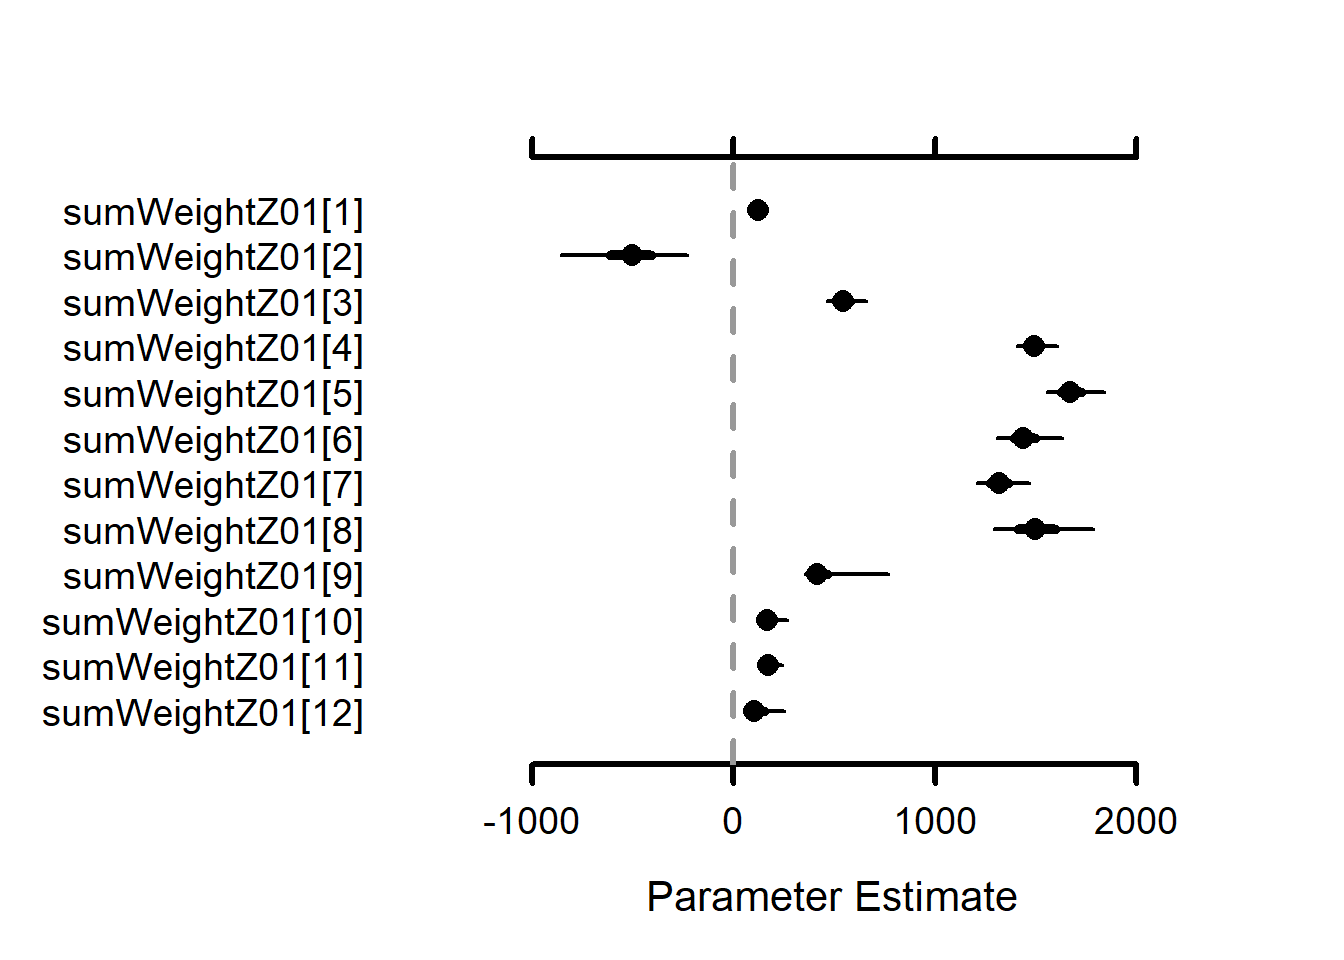 sumWeightZ01[1]
sumWeightZ01[2]
sumWeightZ01[3]
sumWeightZ01[4]
sumWeightZ01[5]
sumWeightZ01[6]
sumWeightZ01[7]
sumWeightZ01[8]
sumWeightZ01[9]
sumWeightZ01[10]
sumWeightZ01[11]
sumWeightZ01[12]
-1000 0 1000 2000
Parameter Estimate